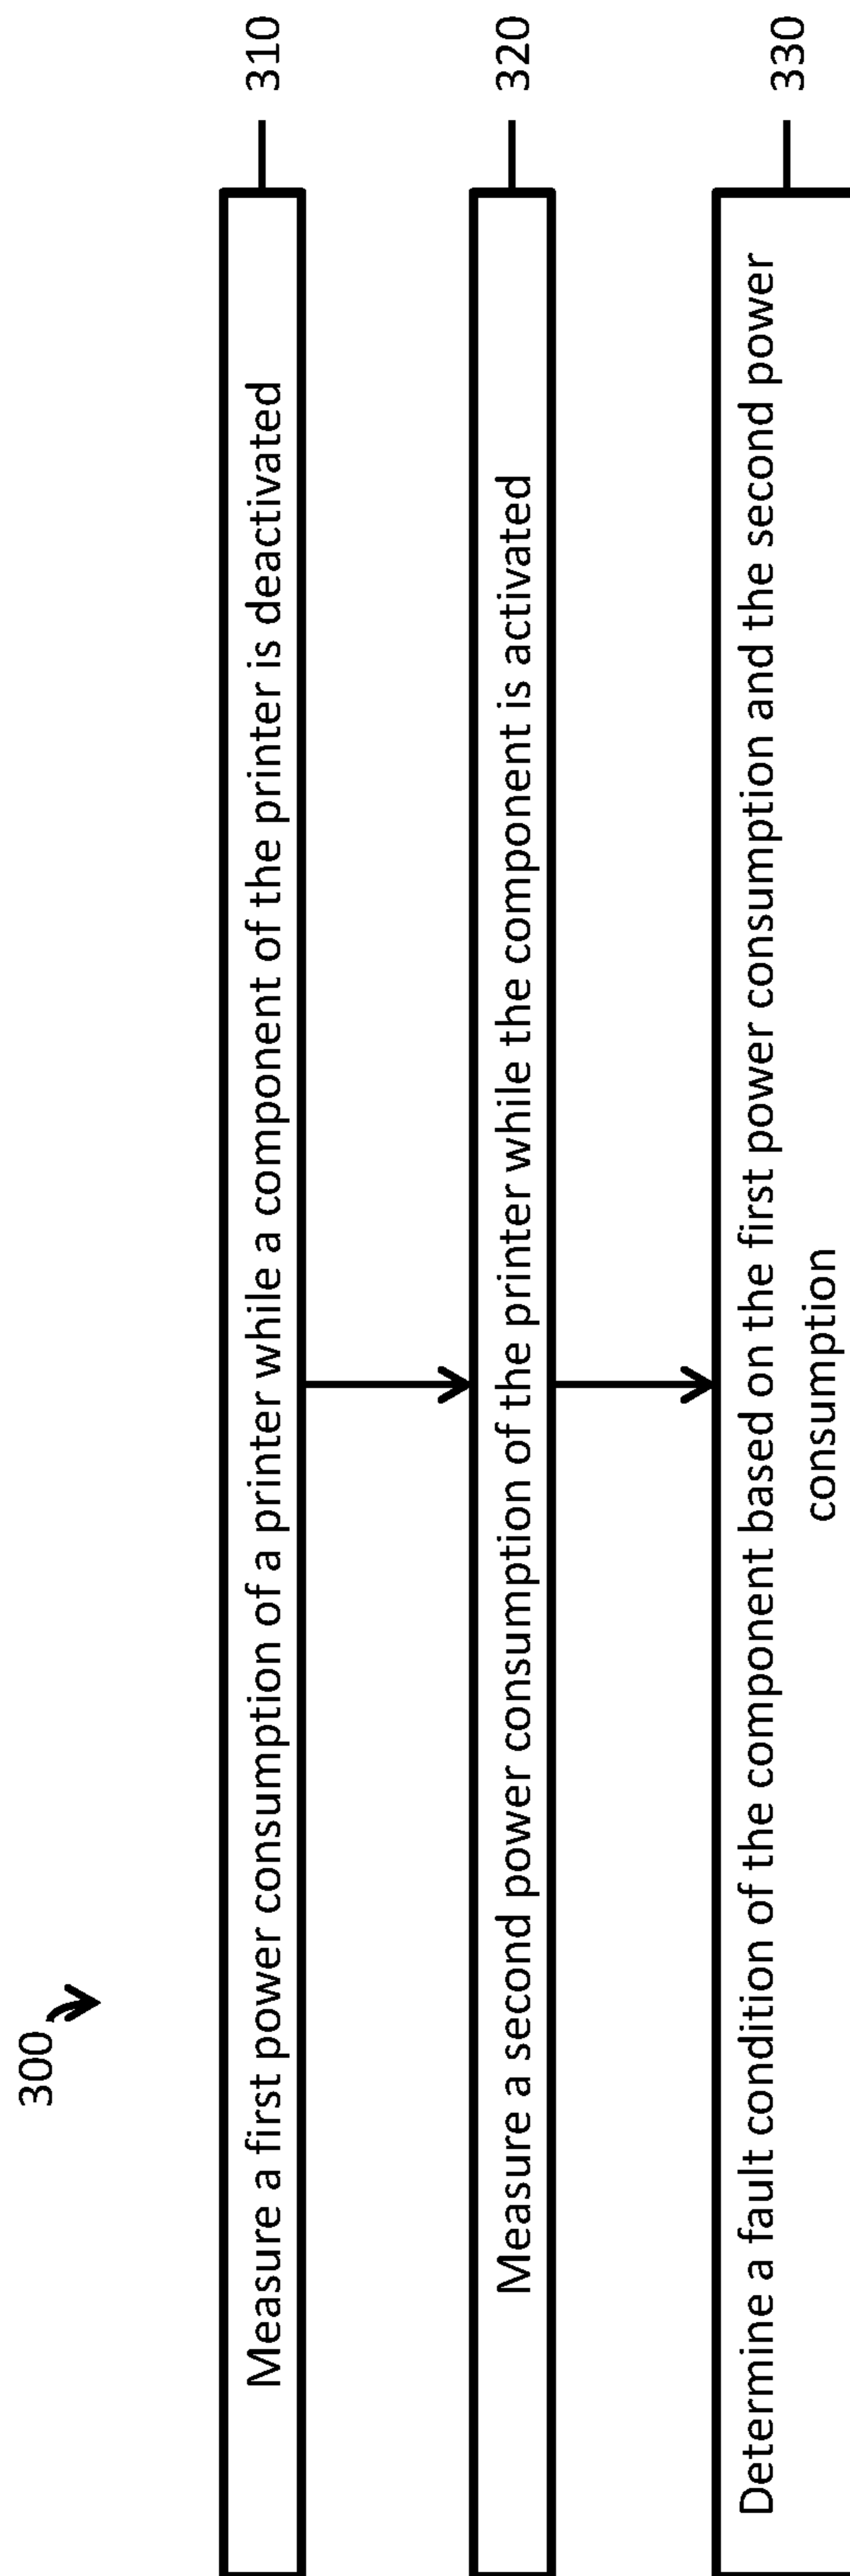 300
Measure a first power consumption of a printer while a component of the printer is deactivated
310
Measure a second power consumption of the printer while the component is activated
320
Determine a fault condition of the component based on the first power consumption and the second power
consumption
330